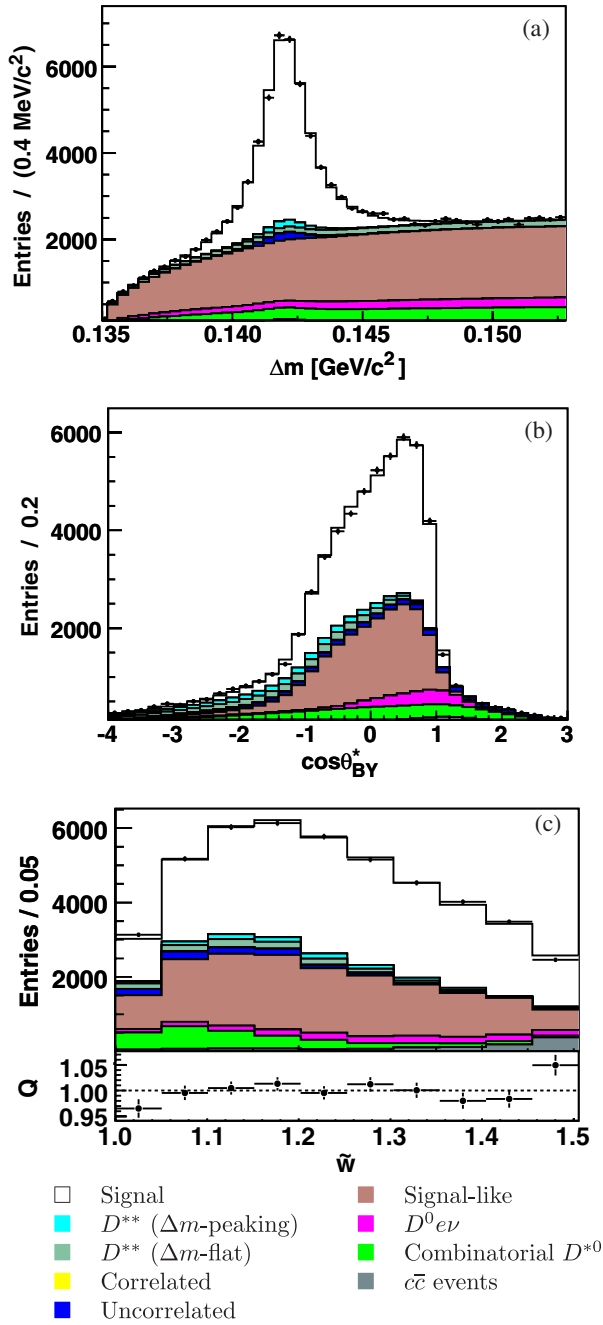 (a)
Entries / (0.4 MeV/c²)
6000
4000
2000
0.135 0.140 0.145 0.150
Δm [GeV/c²]
(b)
Entries / 0.2
6000
4000
2000
-4 -3 -2 -1 0 1 2 3
cosθ*BY
(c)
Entries / 0.05
6000
4000
2000
Q
1.05
1.00
0.95
1.0 1.1 1.2 1.3 1.4 1.5
w̃
Signal
D** (Δm-peaking)
D** (Δm-flat)
Correlated
Uncorrelated
Signal-like
D⁰eν
Combinatorial D*⁰
cc̅ events